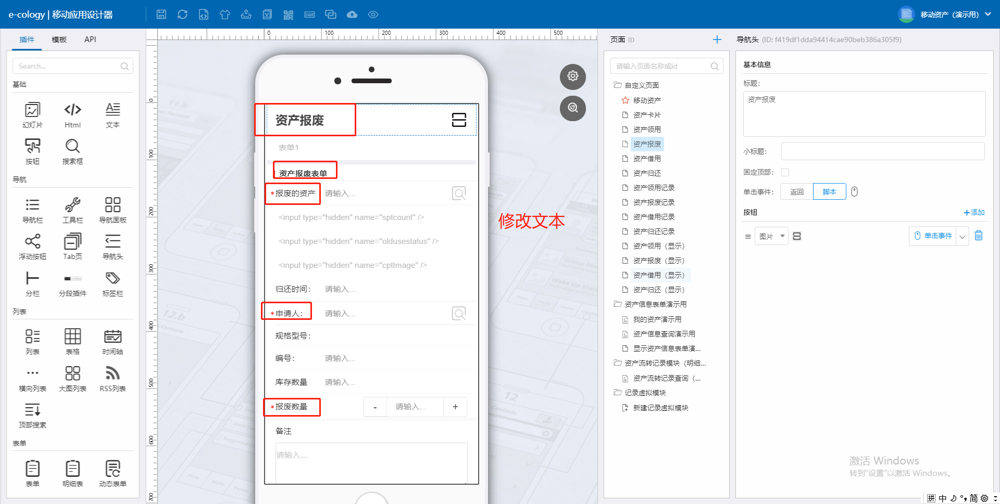 e-cology | 移动应用设计器
移动资产（演示用）
插件
模板
API
Search...
基础
幻灯片
Html
文本
按钮
搜素框
导航
导航栏
工具栏
导航面板
浮动按钮
Tab页
导航头
分栏
分段插件
标签栏
列表
列表
表格
时间轴
横向列表
大图列表
RSS列表
顶部搜素
表单
表单
明细表
动态表单
0
100
200
300
400
500
0
100
200
300
400
500
600
700
资产报废
表单1
资产报废表单
*报废的资产
请输入...
<input type="hidden" name="sptcount" />
<input type="hidden" name="oldusestatus" />
<input type="hidden" name="cptImage" />
归还时间：
请输入...
*申请人：
请输入...
规格型号：
编号：
请输入...
库存数量
请输入...
*报废数量
-
请输入...
+
备注
请输入...
修改文本
页面 ID
请输入页面名称或id
自定义页面
移动资产
资产卡片
资产领用
资产报废
资产借用
资产归还
资产领用记录
资产报废记录
资产借用记录
资产归还记录
资产领用（显示）
资产报废（显示）
资产借用（显示）
资产归还（显示）
资产信息表单演示用
我的资产演示用
资产信息查询演示用
显示资产信息表单演...
资产流转记录模块（明细...
资产流转记录查询（...
记录虚拟模块
新建记录虚拟模块
导航头 (ID: f419df1dda94414cae90beb386a305f9)
基本信息
标题：
资产报废
小标题：
固定顶部：
单击事件：
返回
脚本
按钮
+添加
图片
单击事件
激活 Windows
转到"设置"以激活 Windows。
拼 中 简